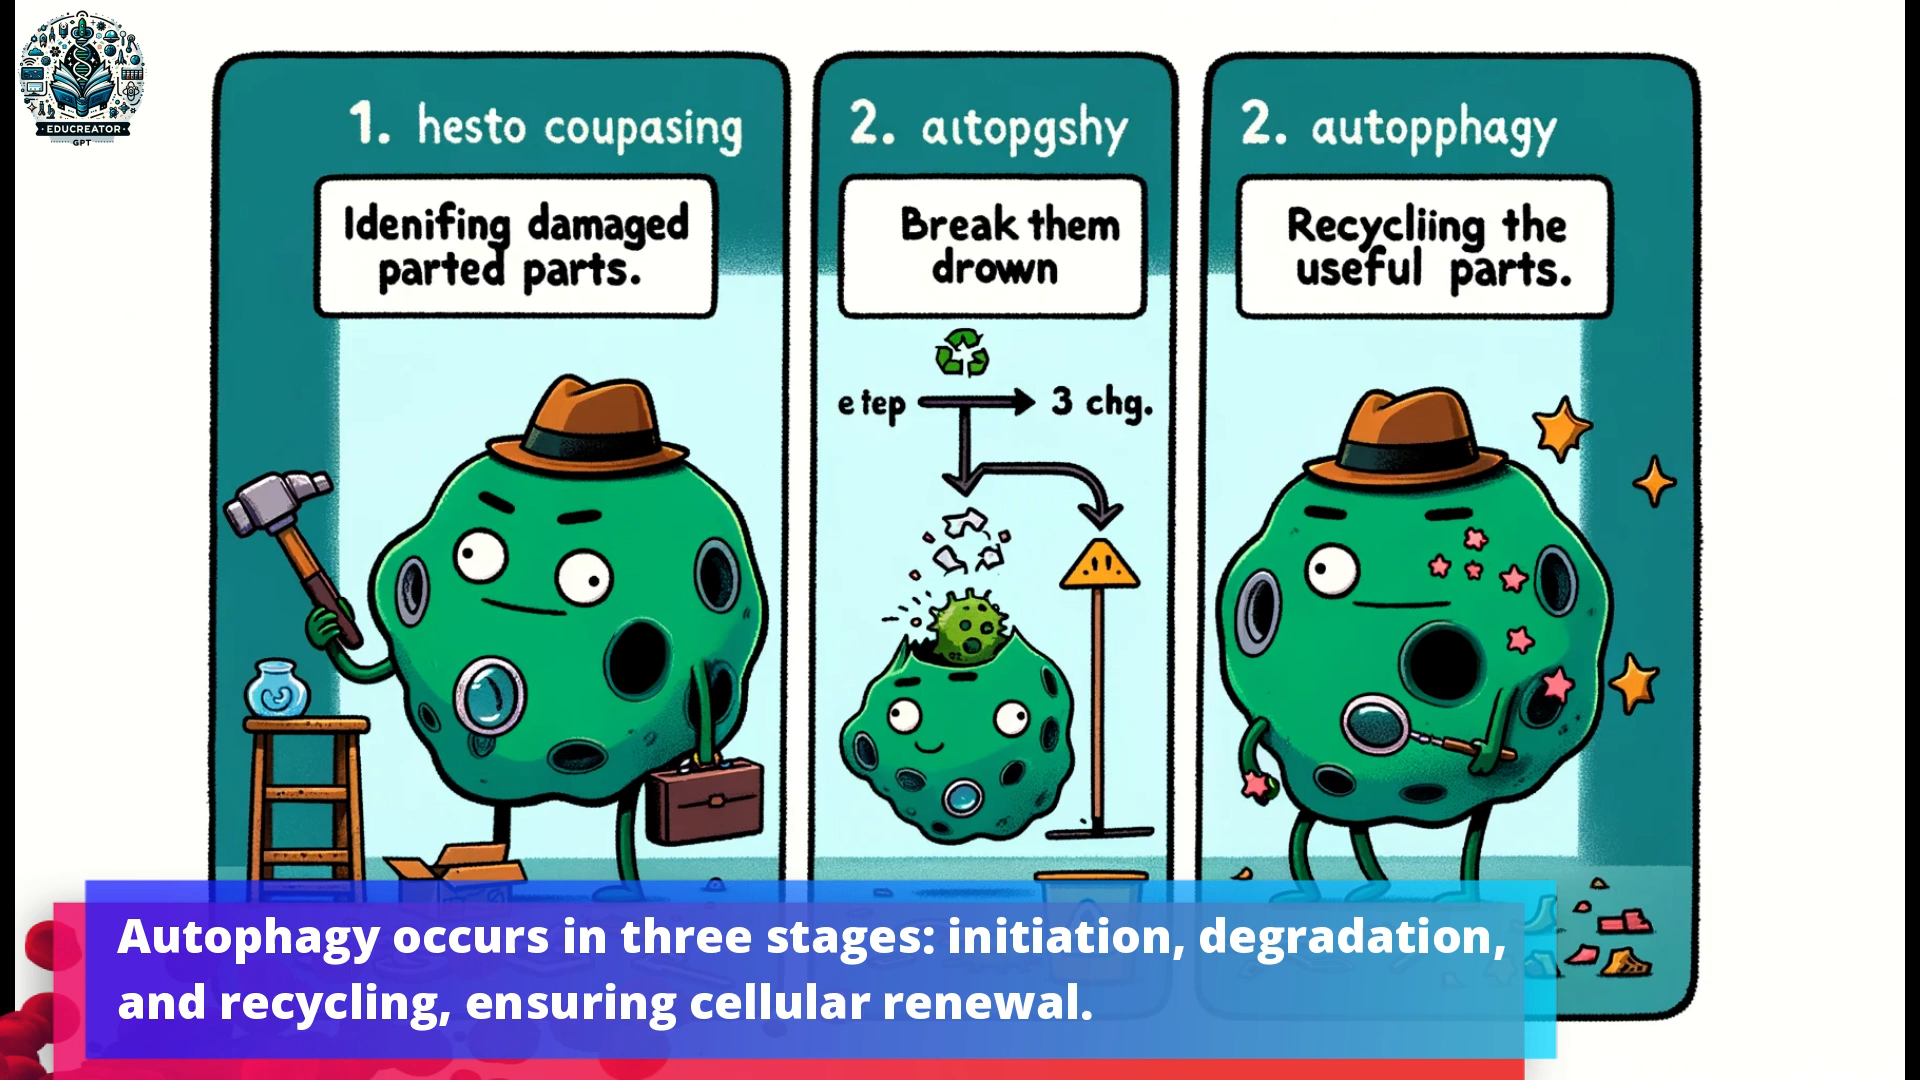 EDUCREATOR
GPT
1. hesto coupasing
Idenifing damaged
parted parts.
2. aıtopgshy
Break them
drown
e tep
3 chg.
2. autopphagy
Recycliing the
useful parts.
Autophagy occurs in three stages: initiation, degradation,
and recycling, ensuring cellular renewal.